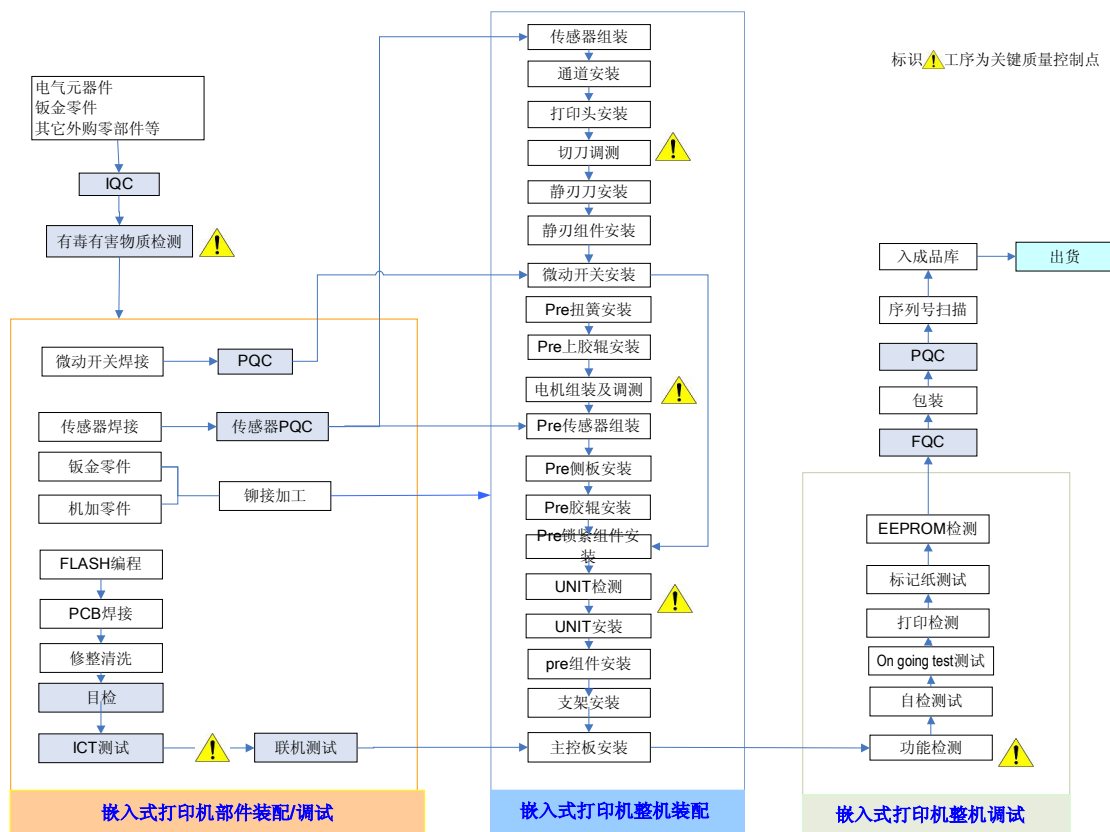 标识工序为关键质量控制点
电气元器件
钣金零件
其它外购零部件等
IQC
有毒有害物质检测
微动开关焊接
PQC
传感器焊接
传感器PQC
钣金零件
机加零件
铆接加工
FLASH编程
PCB焊接
修整清洗
目检
ICT测试
联机测试
嵌入式打印机部件装配/调试
传感器组装
通道安装
打印头安装
切刀调测
静刃刀安装
静刃组件安装
微动开关安装
Pre扭簧安装
Pre上胶辊安装
电机组装及调测
Pre传感器组装
Pre侧板安装
Pre胶辊安装
Pre锁紧组件安
装
UNIT检测
UNIT安装
pre组件安装
支架安装
主控板安装
嵌入式打印机整机装配
入成品库
出货
序列号扫描
PQC
包装
FQC
EEPROM检测
标记纸测试
打印检测
On going test测试
自检测试
功能检测
嵌入式打印机整机调试